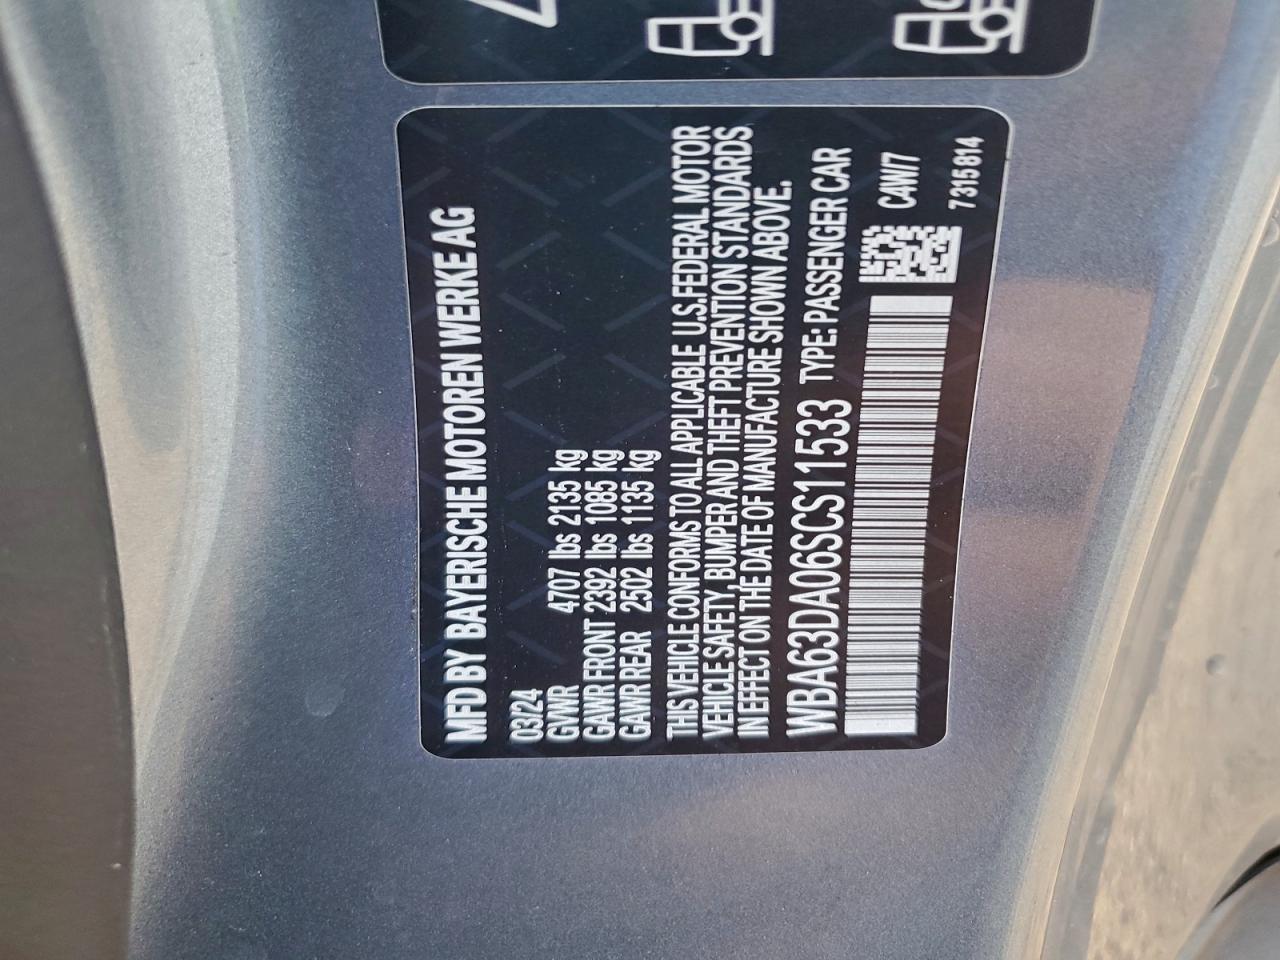 MFD BY BAYERISCHE MOTOREN WERKE AG
03/24
GVWR 4707 lbs 2135 kg
GAWR FRONT 2392 lbs 1085 kg
GAWR REAR 2502 lbs 1135 kg
THIS VEHICLE CONFORMS TO ALL APPLICABLE U.S. FEDERAL MOTOR
VEHICLE SAFETY, BUMPER AND THEFT PREVENTION STANDARDS
IN EFFECT ON THE DATE OF MANUFACTURE SHOWN ABOVE.
WBA63DA06SCS11533 TYPE: PASSENGER CAR
C4W/7
7 315 814